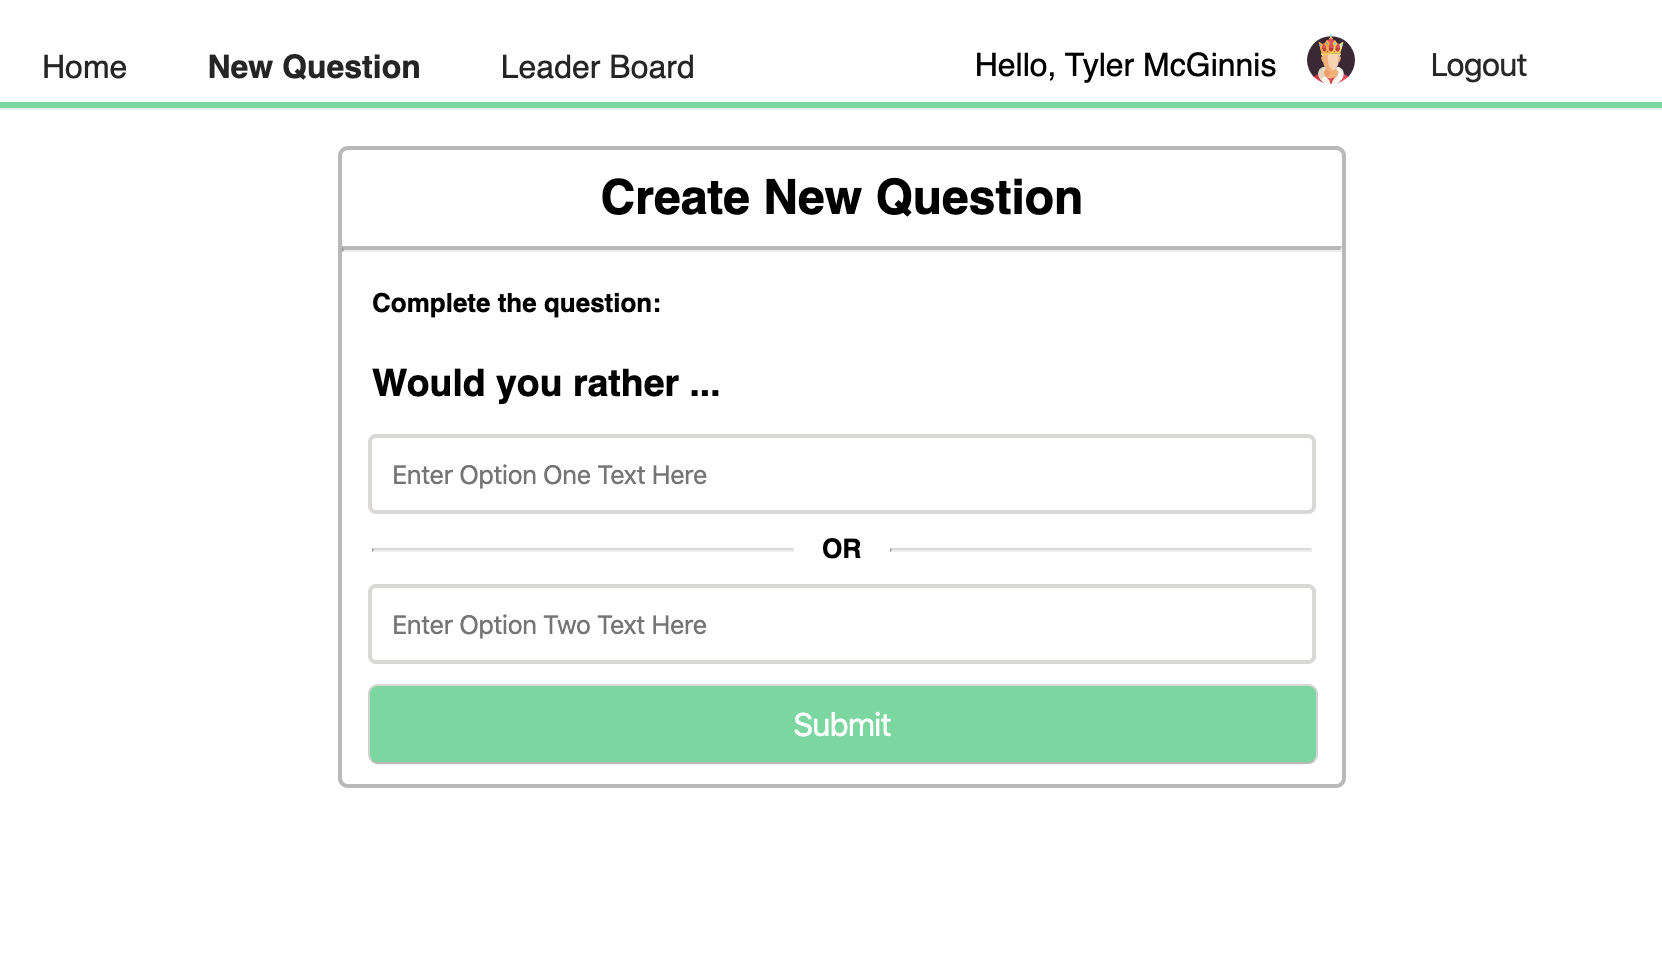 Home New Question Leader Board Hello, Tyler McGinnis Logout
Create New Question
Complete the question:
Would you rather ...
Enter Option One Text Here
OR
Enter Option Two Text Here
Submit